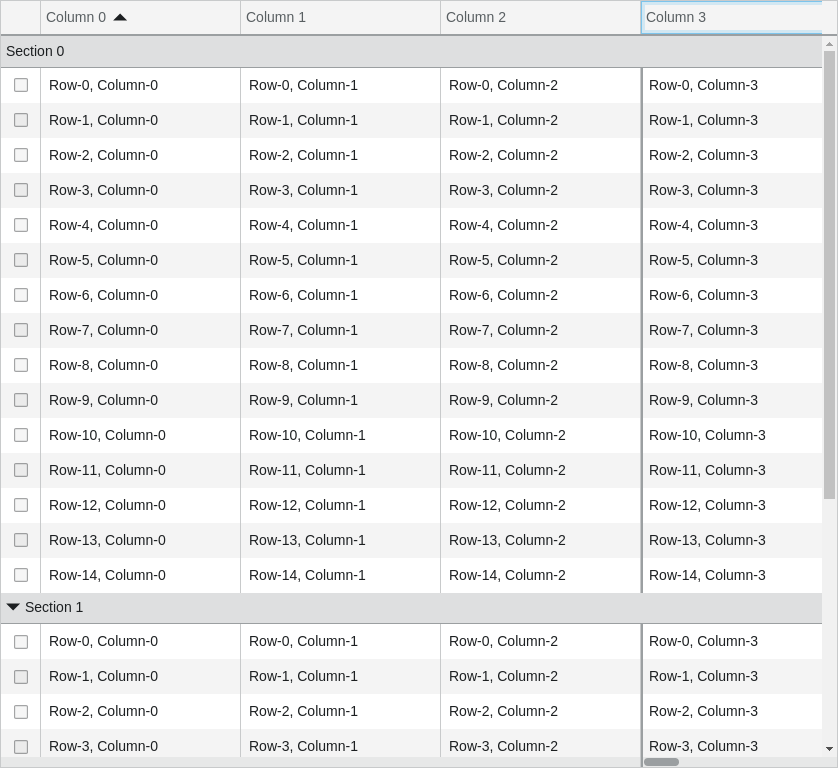 Column 0 Column 1 Column 2 Column 3
Section 0
Row-0, Column-0 Row-0, Column-1 Row-0, Column-2 Row-0, Column-3
Row-1, Column-0 Row-1, Column-1 Row-1, Column-2 Row-1, Column-3
Row-2, Column-0 Row-2, Column-1 Row-2, Column-2 Row-2, Column-3
Row-3, Column-0 Row-3, Column-1 Row-3, Column-2 Row-3, Column-3
Row-4, Column-0 Row-4, Column-1 Row-4, Column-2 Row-4, Column-3
Row-5, Column-0 Row-5, Column-1 Row-5, Column-2 Row-5, Column-3
Row-6, Column-0 Row-6, Column-1 Row-6, Column-2 Row-6, Column-3
Row-7, Column-0 Row-7, Column-1 Row-7, Column-2 Row-7, Column-3
Row-8, Column-0 Row-8, Column-1 Row-8, Column-2 Row-8, Column-3
Row-9, Column-0 Row-9, Column-1 Row-9, Column-2 Row-9, Column-3
Row-10, Column-0 Row-10, Column-1 Row-10, Column-2 Row-10, Column-3
Row-11, Column-0 Row-11, Column-1 Row-11, Column-2 Row-11, Column-3
Row-12, Column-0 Row-12, Column-1 Row-12, Column-2 Row-12, Column-3
Row-13, Column-0 Row-13, Column-1 Row-13, Column-2 Row-13, Column-3
Row-14, Column-0 Row-14, Column-1 Row-14, Column-2 Row-14, Column-3
Section 1
Row-0, Column-0 Row-0, Column-1 Row-0, Column-2 Row-0, Column-3
Row-1, Column-0 Row-1, Column-1 Row-1, Column-2 Row-1, Column-3
Row-2, Column-0 Row-2, Column-1 Row-2, Column-2 Row-2, Column-3
Row-3, Column-0 Row-3, Column-1 Row-3, Column-2 Row-3, Column-3